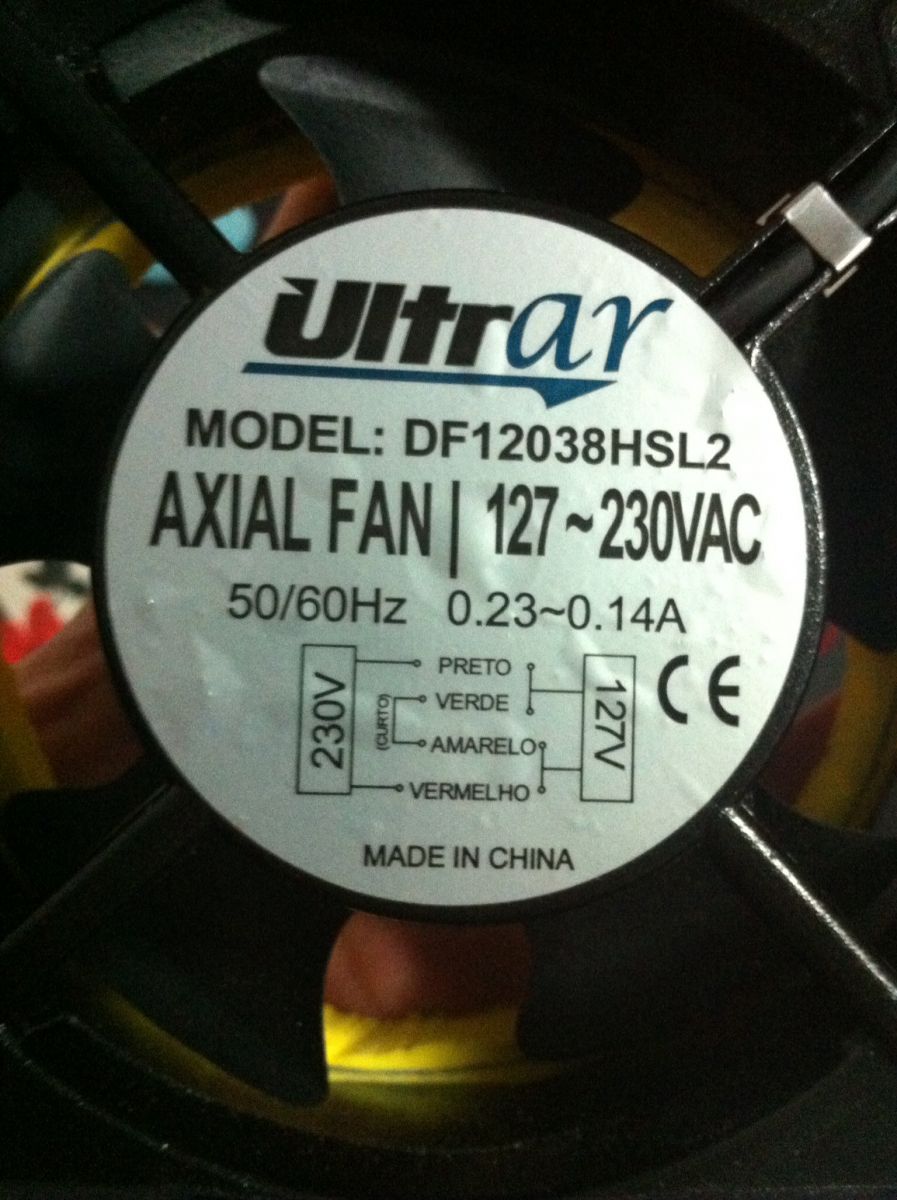 Ultrar
MODEL: DF12038HSL2
AXIAL FAN | 127~230VAC
50/60Hz 0.23~0.14A
230V
(CURTO)
PRETO
VERDE
AMARELO
VERMELHO
127V
CE
MADE IN CHINA